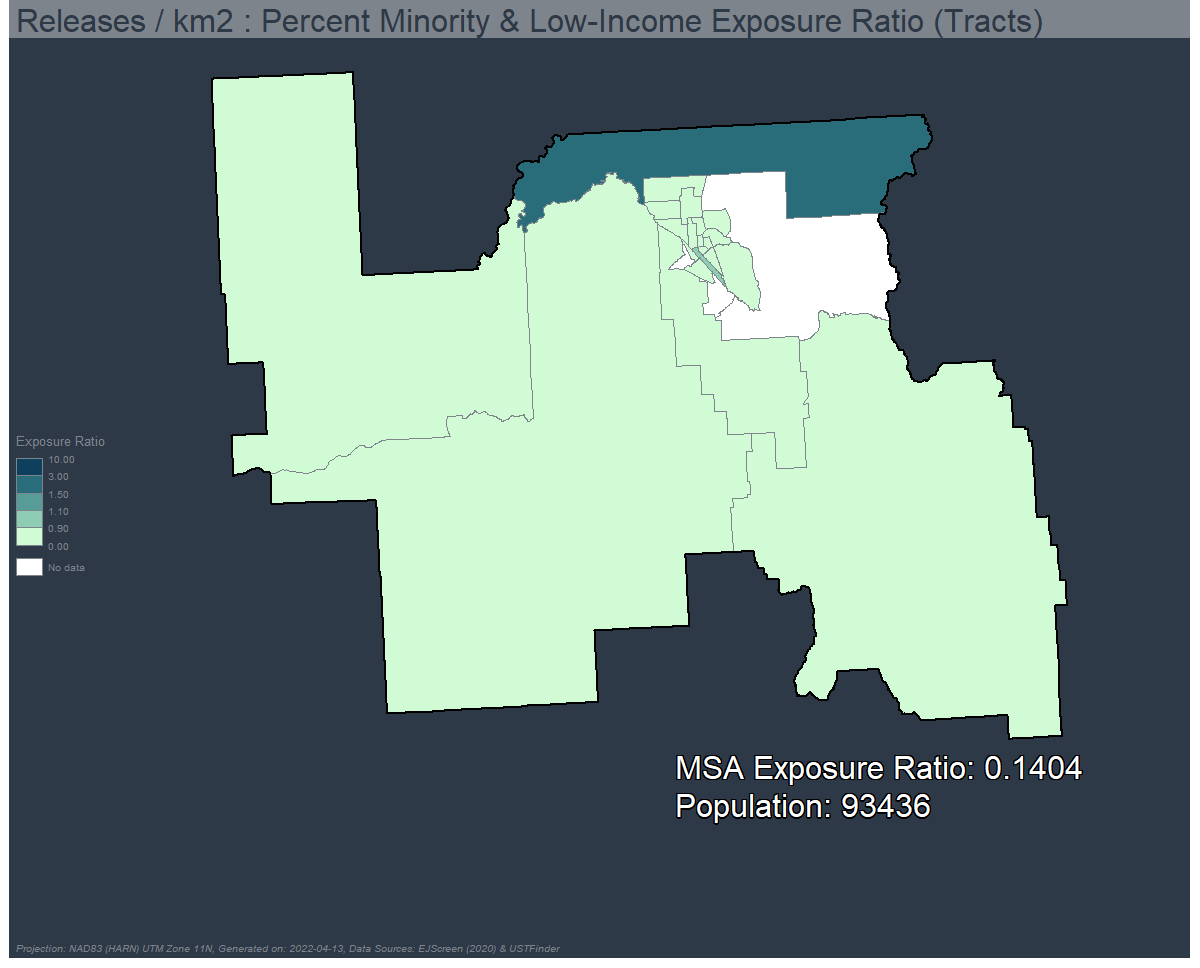 Releases / km2 : Percent Minority & Low-Income Exposure Ratio (Tracts)
Exposure Ratio
10.00
3.00
1.50
1.10
0.90
0.00
No data
MSA Exposure Ratio: 0.1404
Population: 93436
Projection: NAD83 (HARN) UTM Zone 11N, Generated on: 2022-04-13, Data Sources: EJScreen (2020) & USTFinder